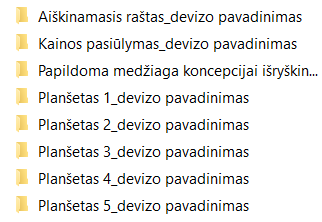 Aiškinamasis raštas_devizo pavadinimas
Kainos pasiūlymas_devizo pavadinimas
Papildoma medžiaga koncepcijai išryškin...
Planšetas 1_devizo pavadinimas
Planšetas 2_devizo pavadinimas
Planšetas 3_devizo pavadinimas
Planšetas 4_devizo pavadinimas
Planšetas 5_devizo pavadinimas